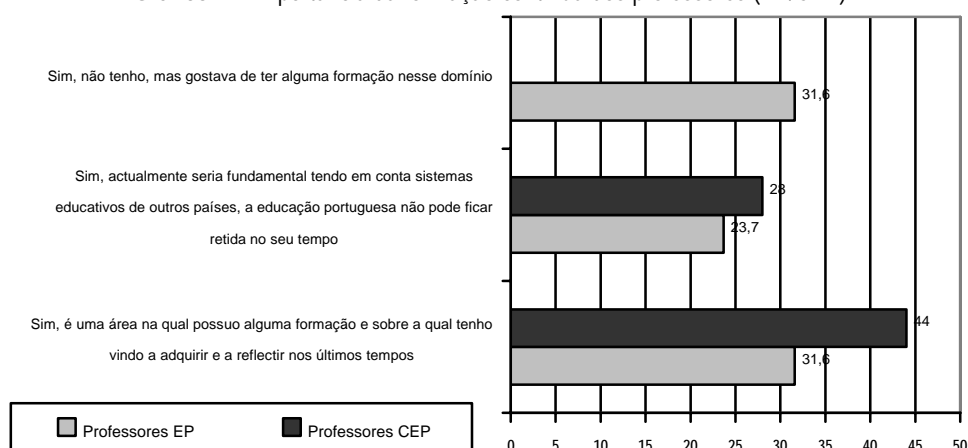 Sim, não tenho, mas gostava de ter alguma formação nesse domínio
31,6
Sim, actualmente seria fundamental tendo em conta sistemas
educativos de outros países, a educação portuguesa não pode ficar
retida no seu tempo
28
23,7
Sim, é uma área na qual possuo alguma formação e sobre a qual tenho
vindo a adquirir e a reflectir nos últimos tempos
44
31,6
Professores EP Professores CEP
0 5 10 15 20 25 30 35 40 45 50